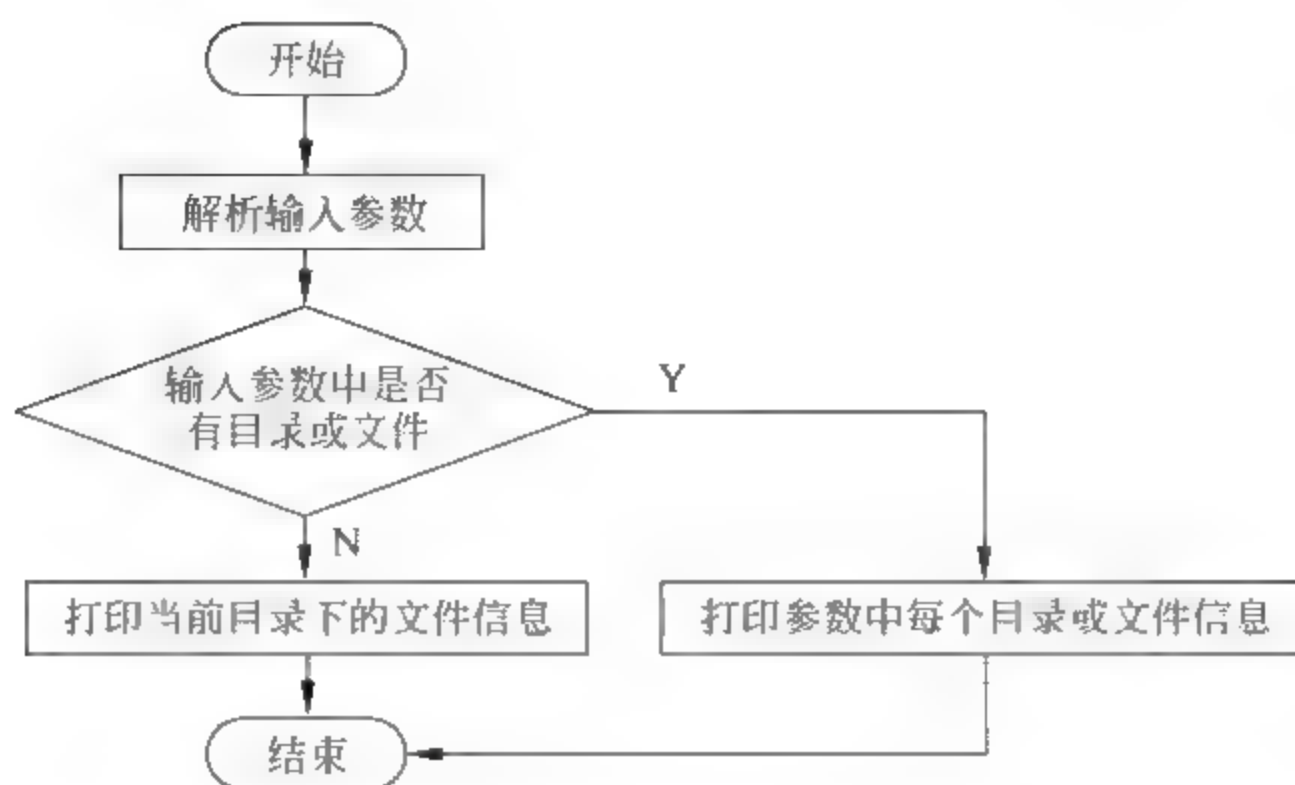 开始
解析输入参数
输入参数中是否
有目录或文件
Y
N
打印当前目录下的文件信息
打印参数中每个目录或文件信息
结束